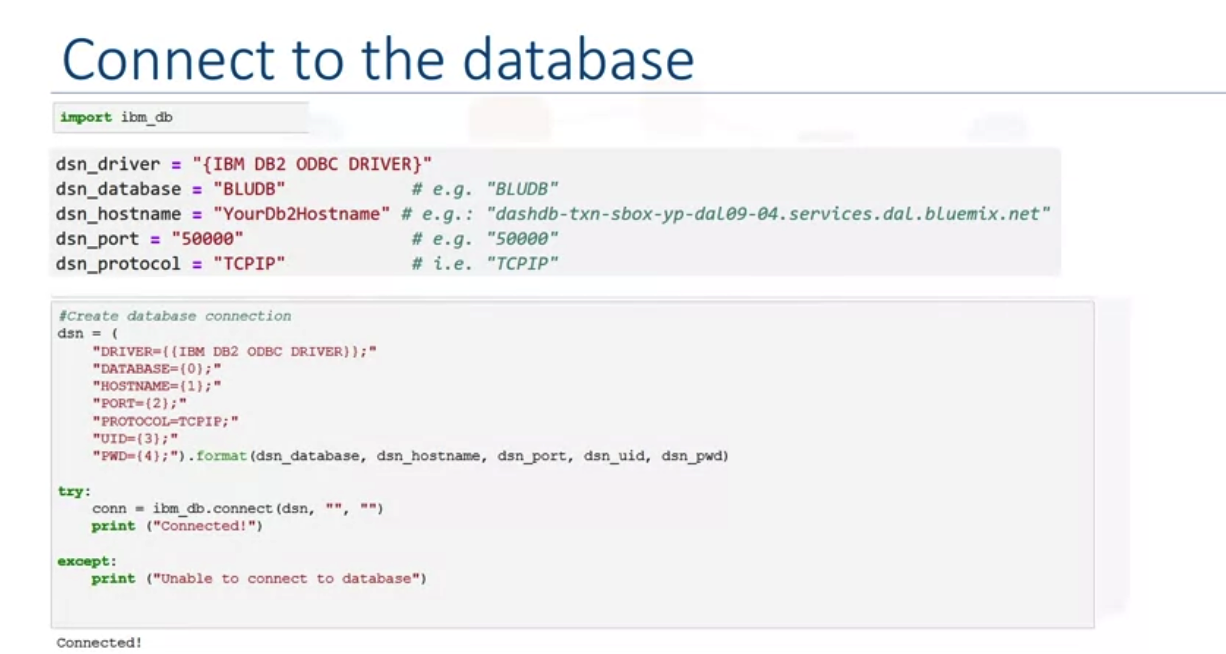 Connect to the database
import ibm_db
dsn_driver = "{IBM DB2 ODBC DRIVER}"
dsn_database = "BLUDB" # e.g. "BLUDB"
dsn_hostname = "YourDb2Hostname" # e.g.: "dashdb-txn-sbox-yp-dal09-04.services.dal.bluemix.net"
dsn_port = "50000" # e.g. "50000"
dsn_protocol = "TCPIP" # i.e. "TCPIP"
#Create database connection
dsn = (
"DRIVER={{IBM DB2 ODBC DRIVER}};"
"DATABASE={0};"
"HOSTNAME={1};"
"PORT={2};"
"PROTOCOL=TCPIP;"
"UID={3};"
"PWD={4};").format(dsn_database, dsn_hostname, dsn_port, dsn_uid, dsn_pwd)
try:
conn = ibm_db.connect(dsn, "", "")
print ("Connected!")
except:
print ("Unable to connect to database")
Connected!